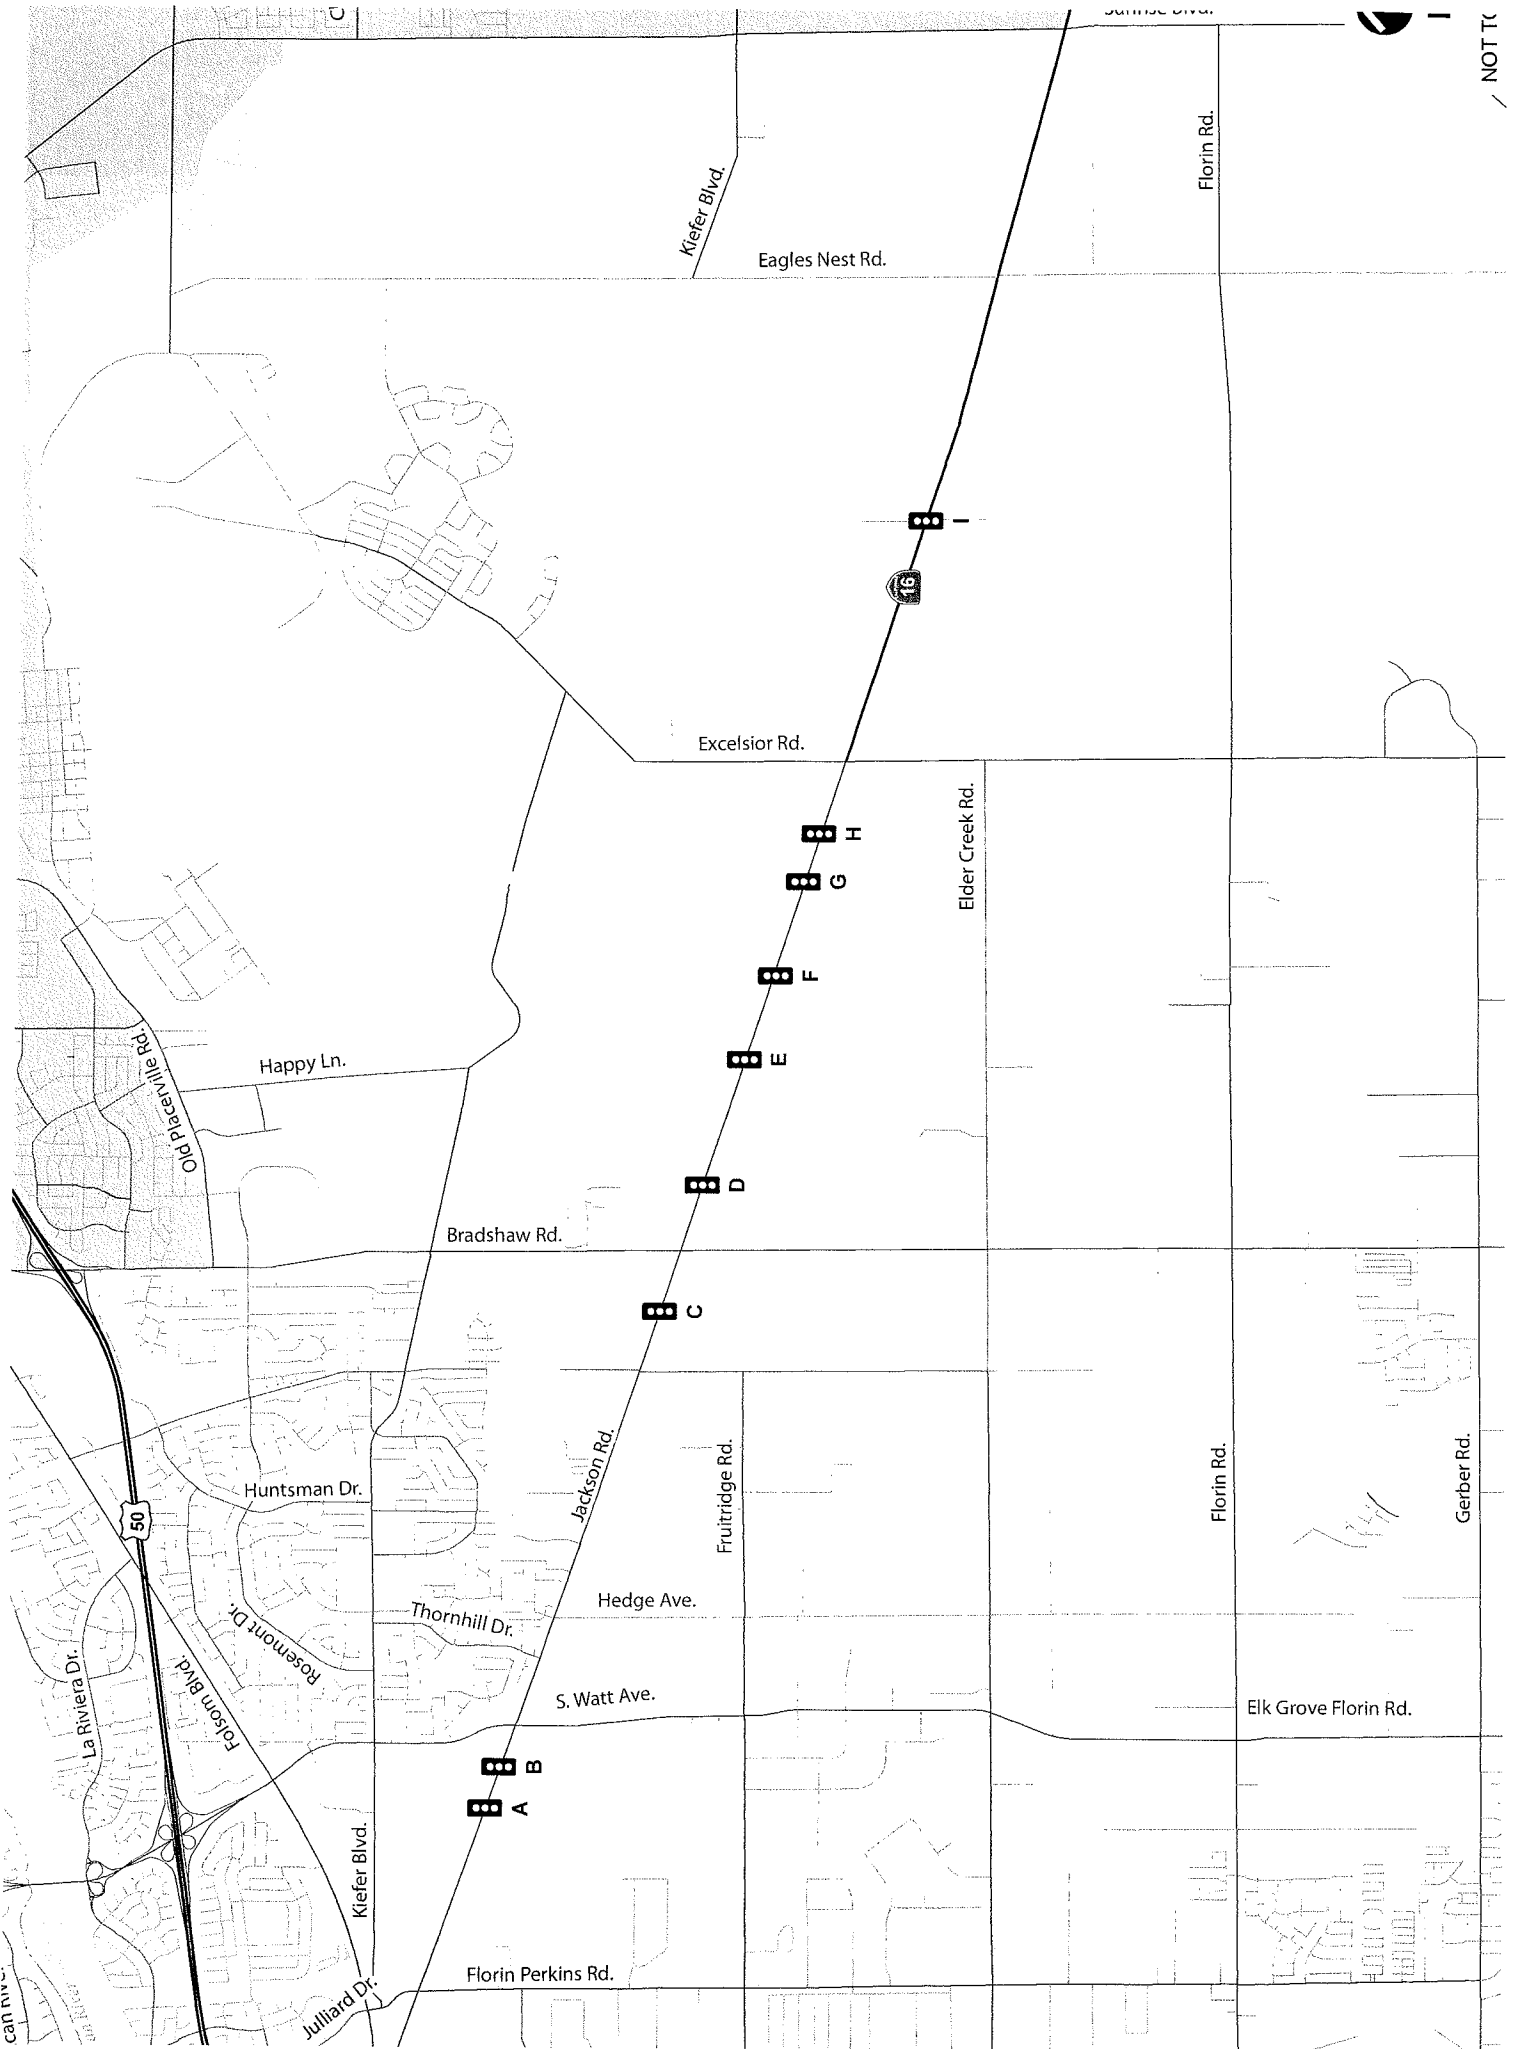 Sunrise Blvd.
NOT TO
Florin Rd.
Kiefer Blvd.
Eagles Nest Rd.
I
16
Excelsior Rd.
Elder Creek Rd.
H
G
F
E
Old Placerville Rd.
Happy Ln.
D
Bradshaw Rd.
C
Jackson Rd.
Fruitridge Rd.
Florin Rd.
Gerber Rd.
Huntsman Dr.
50
Hedge Ave.
Thornhill Dr.
Rosemont Dr.
La Riviera Dr.
Folsom Blvd.
S. Watt Ave.
Elk Grove Florin Rd.
B
A
Kiefer Blvd.
Florin Perkins Rd.
Julliard Dr.